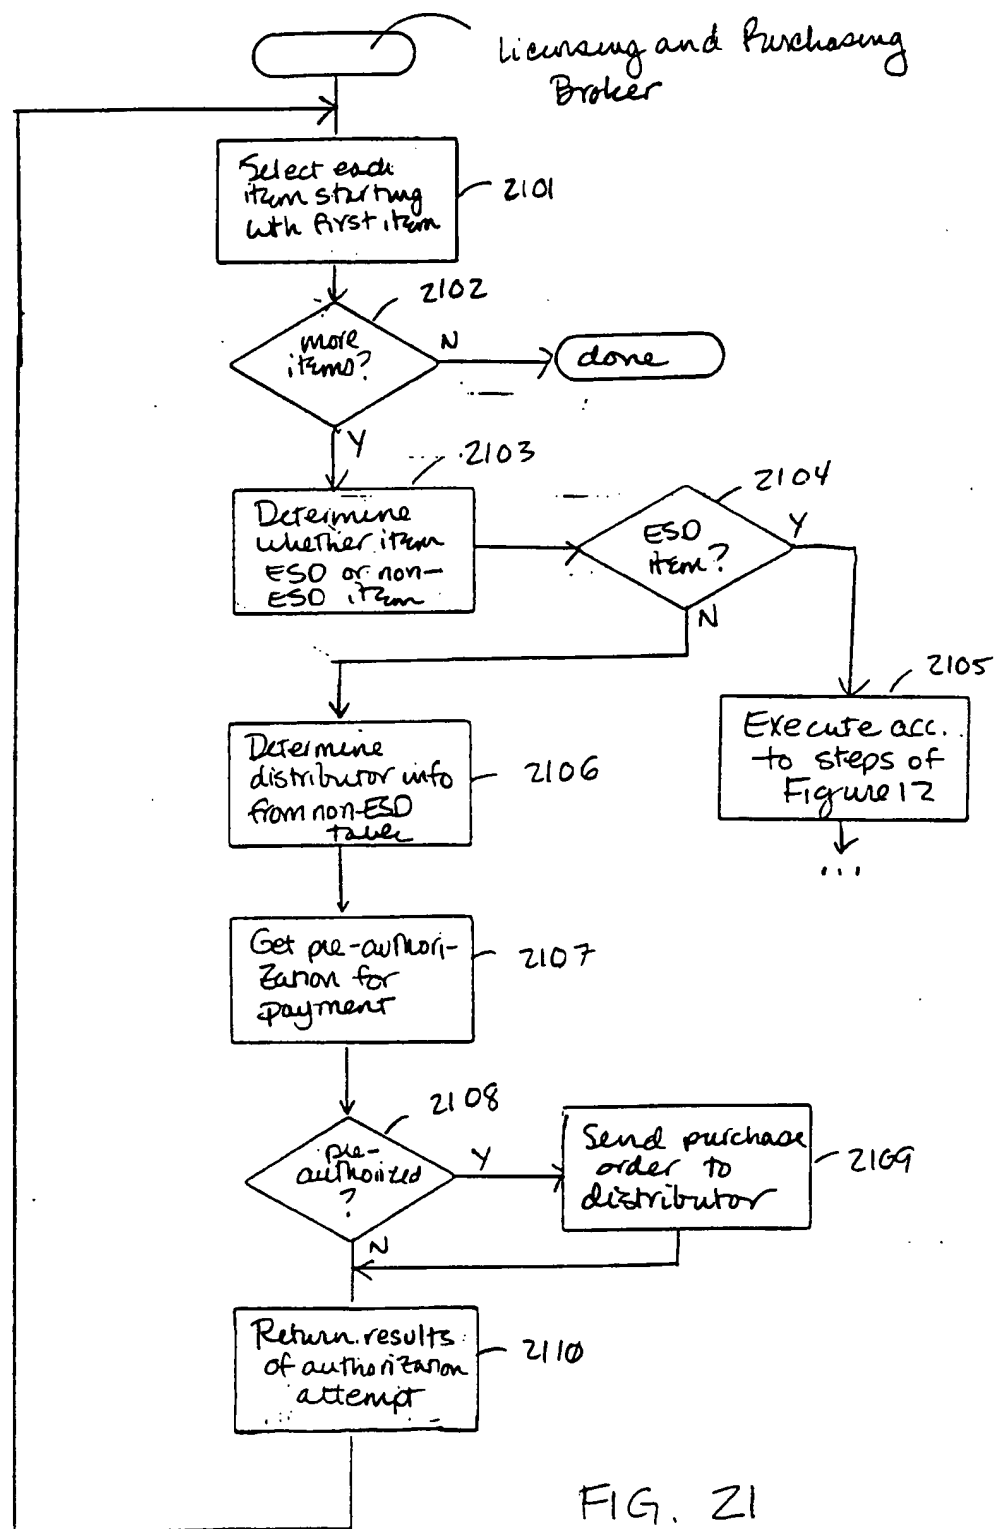 Licensing and Purchasing
Broker
Select each
item starting
with first item
2101
2102
more
items?
N
done
Y
2103
Determine
whether item
ESD or non-
ESD item
2104
ESD
item?
Y
N
2105
Execute acc.
to steps of
Figure 12
...
Determine
distributor info
from non-ESD
table
2106
Get pre-authori-
zation for
payment
2107
2108
pre-
authorized
?
Y
N
Send purchase
order to
distributor
2109
Return results
of authorization
attempt
2110
FIG. 21